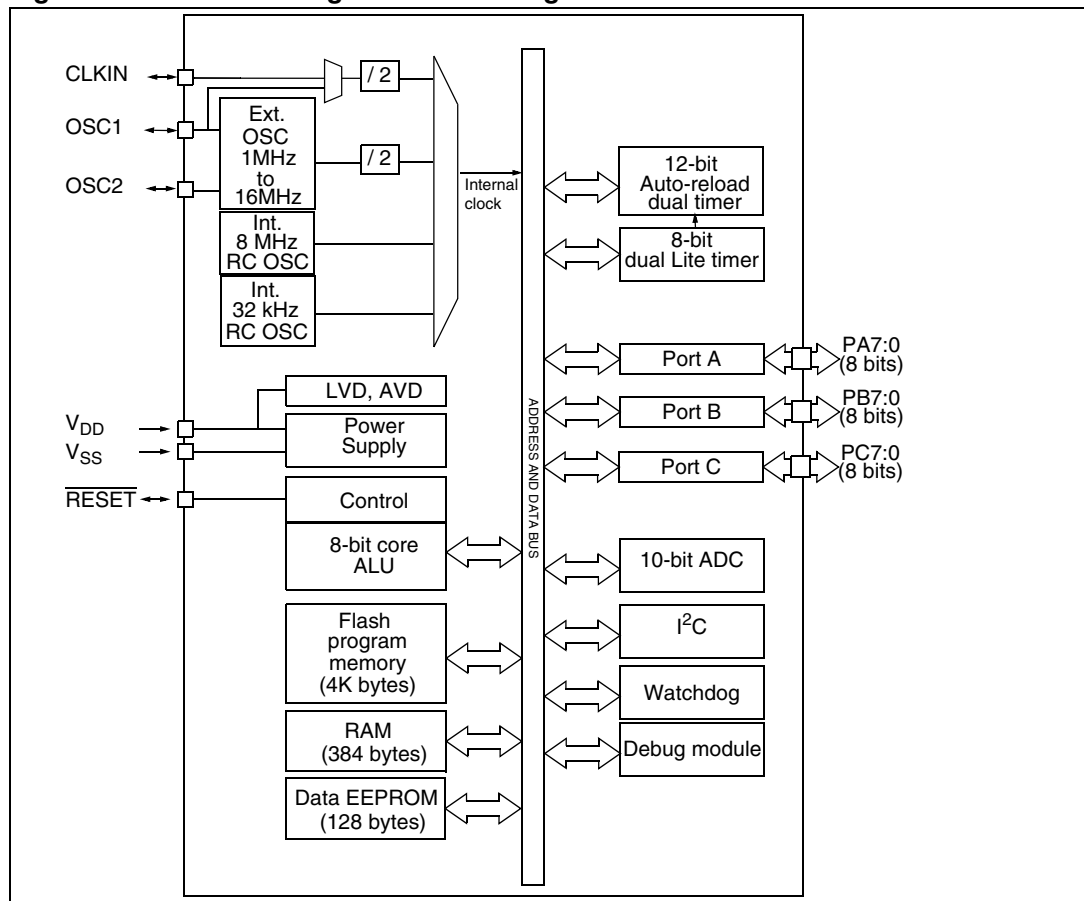 CLKIN
/ 2
OSC1
Ext.
OSC
1MHz
to
16MHz
/ 2
OSC2
Internal
clock
Int.
8 MHz
RC OSC
Int.
32 kHz
RC OSC
12-bit
Auto-reload
dual timer
8-bit
dual Lite timer
LVD, AVD
VDD
VSS
Power
Supply
RESET
Control
8-bit core
ALU
Flash
program
memory
(4K bytes)
RAM
(384 bytes)
Data EEPROM
(128 bytes)
ADDRESS AND DATA BUS
Port A
PA7:0
(8 bits)
Port B
PB7:0
(8 bits)
Port C
PC7:0
(8 bits)
10-bit ADC
I²C
Watchdog
Debug module